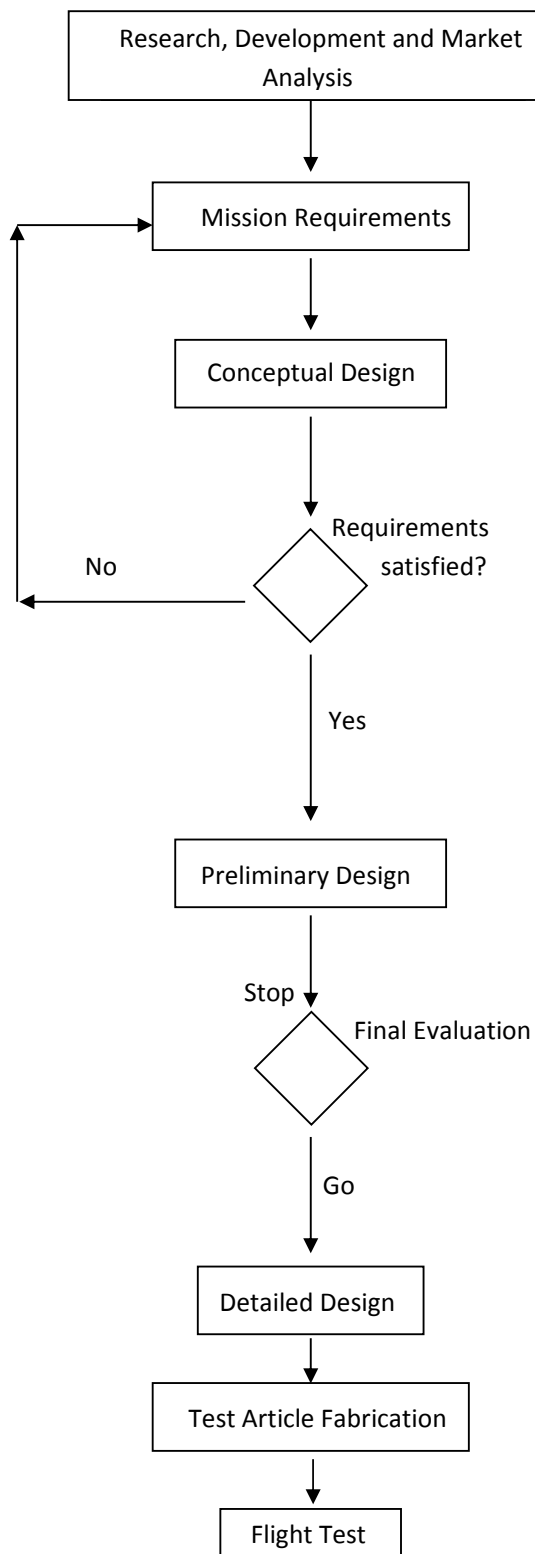 Research, Development and Market
Analysis
Mission Requirements
Conceptual Design
Requirements
satisfied?
No
Yes
Preliminary Design
Stop
Final Evaluation
Go
Detailed Design
Test Article Fabrication
Flight Test